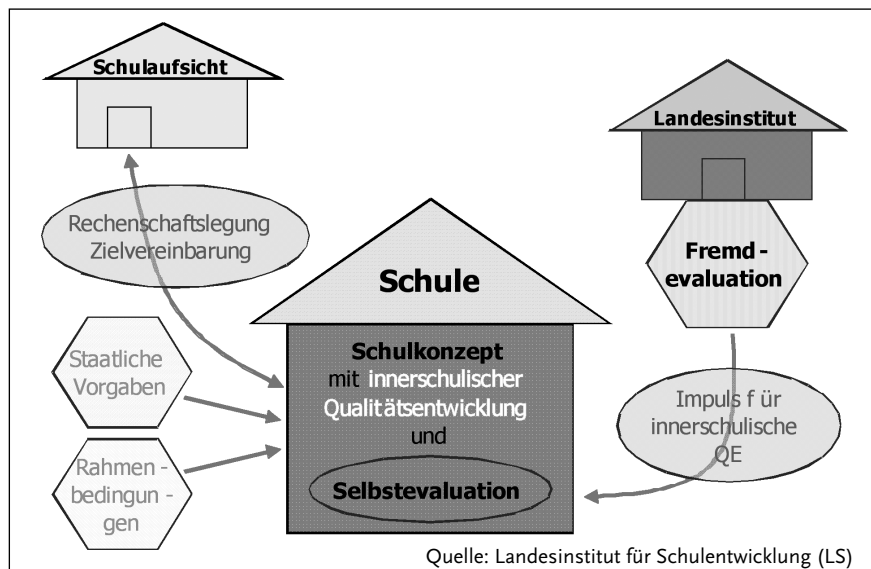 Schulaufsicht
Landesinstitut
Rechenschaftslegung
Zielvereinbarung
Fremd -
evaluation
Schule
Staatliche
Vorgaben
Schulkonzept
mit innerschulischer
Qualitätsentwicklung
und
Selbstevaluation
Impuls f ür
innerschulische
QE
Rahmen -
bedingun -
gen
Quelle: Landesinstitut für Schulentwicklung (LS)